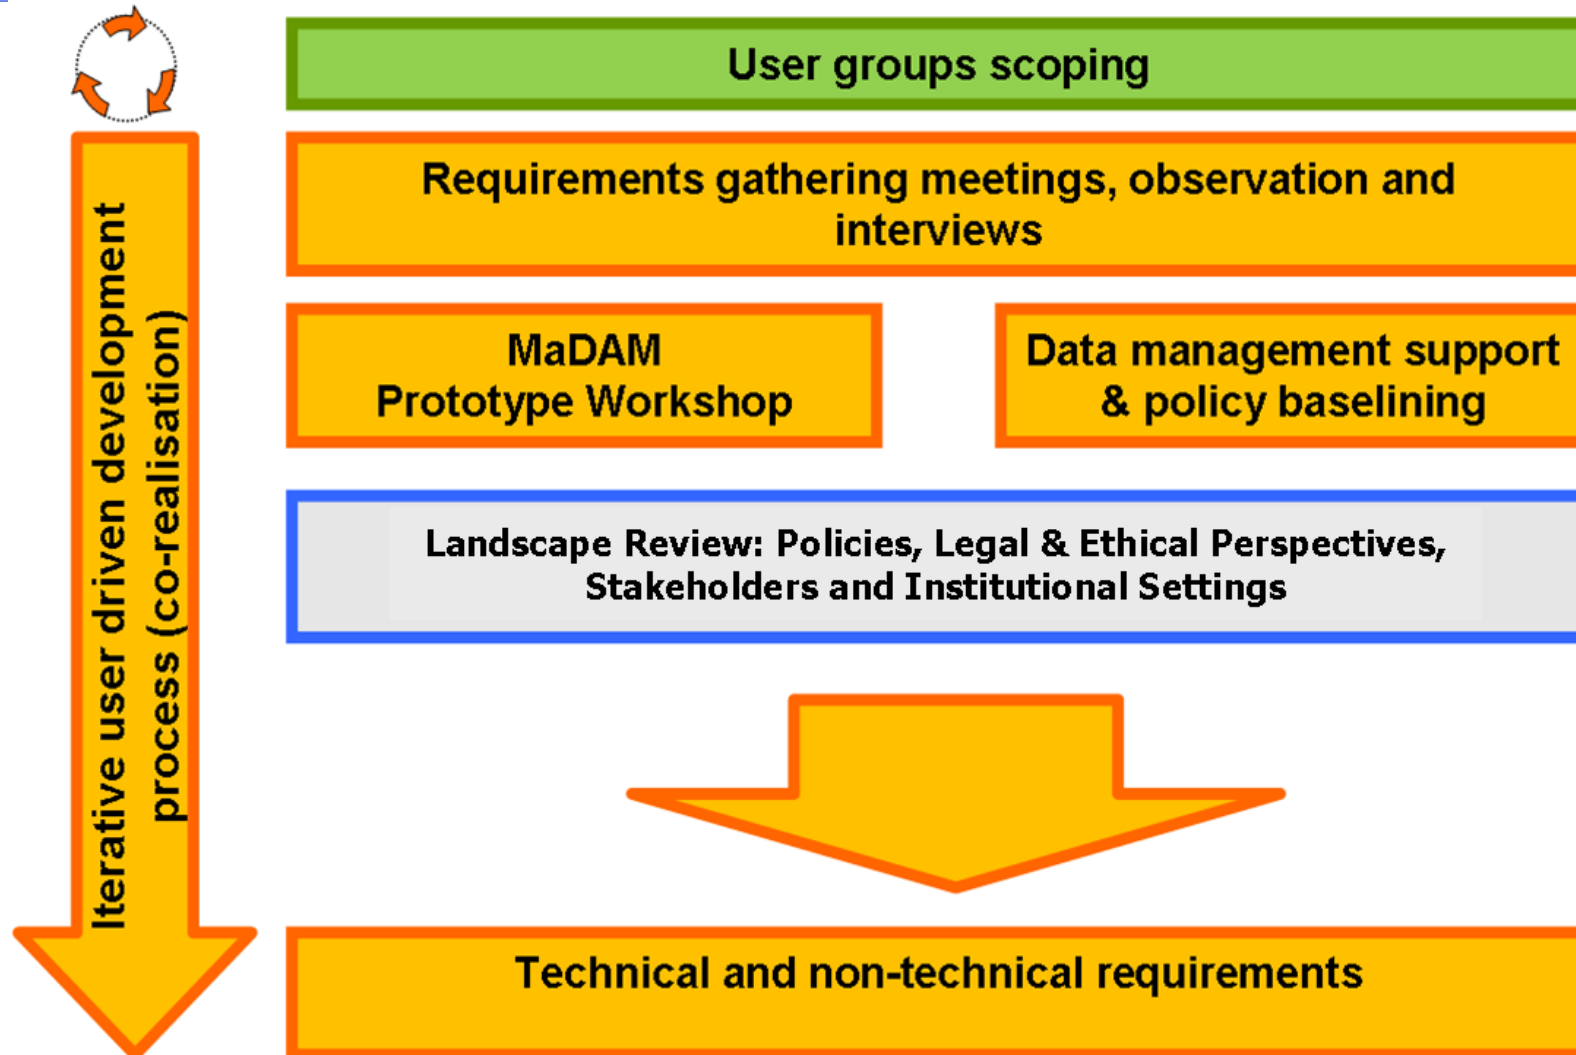 User groups scoping
Requirements gathering meetings, observation and
interviews
MaDAM
Prototype Workshop
Data management support
& policy baselining
Landscape Review: Policies, Legal & Ethical Perspectives,
Stakeholders and Institutional Settings
Technical and non-technical requirements
Iterative user driven development
process (co-realisation)